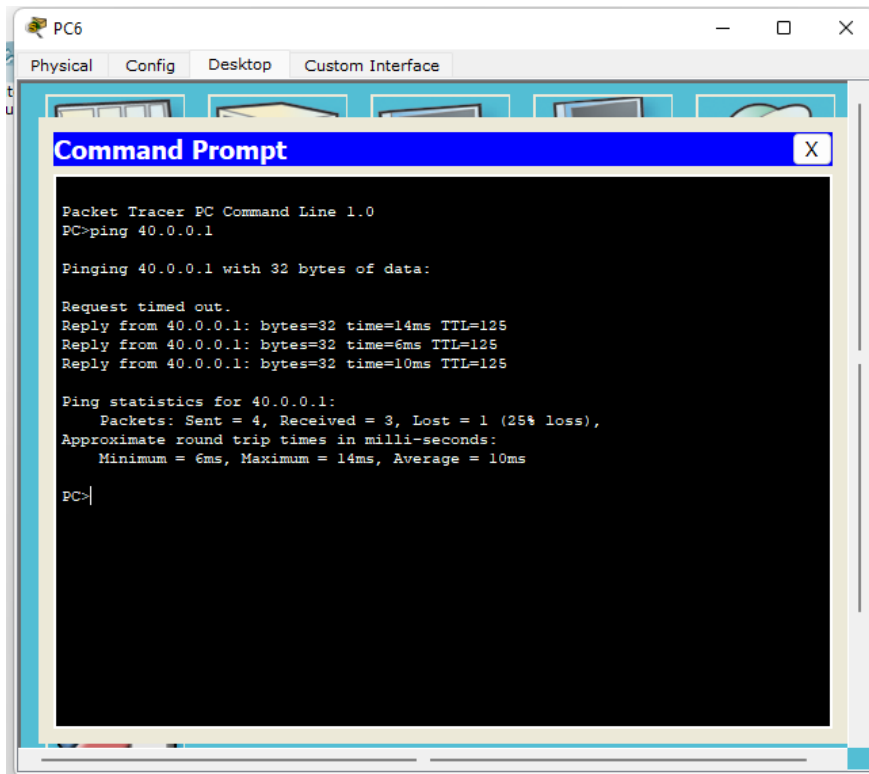 PC6
Physical Config Desktop Custom Interface
Command Prompt
X
Packet Tracer PC Command Line 1.0
PC>ping 40.0.0.1
Pinging 40.0.0.1 with 32 bytes of data:
Request timed out.
Reply from 40.0.0.1: bytes=32 time=14ms TTL=125
Reply from 40.0.0.1: bytes=32 time=6ms TTL=125
Reply from 40.0.0.1: bytes=32 time=10ms TTL=125
Ping statistics for 40.0.0.1:
Packets: Sent = 4, Received = 3, Lost = 1 (25% loss),
Approximate round trip times in milli-seconds:
Minimum = 6ms, Maximum = 14ms, Average = 10ms
PC>